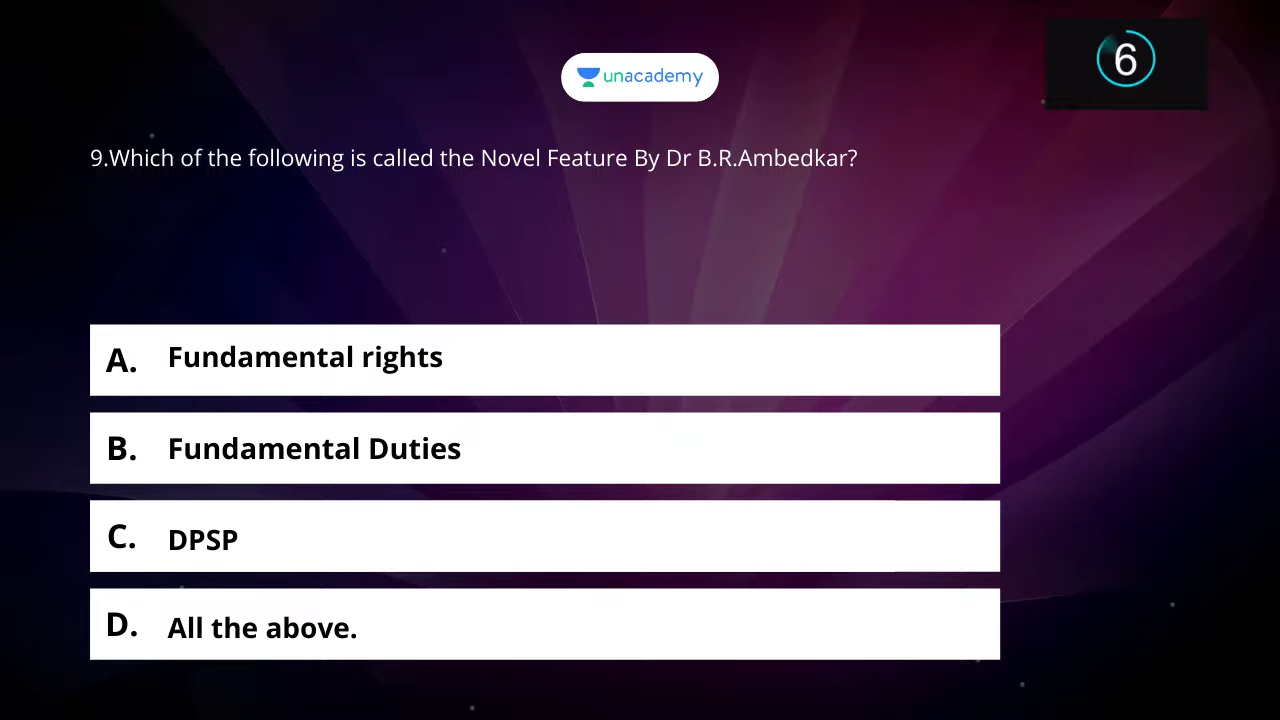 6
unacademy
9.Which of the following is called the Novel Feature By Dr B.R.Ambedkar?
A. Fundamental rights
B. Fundamental Duties
C. DPSP
D. All the above.